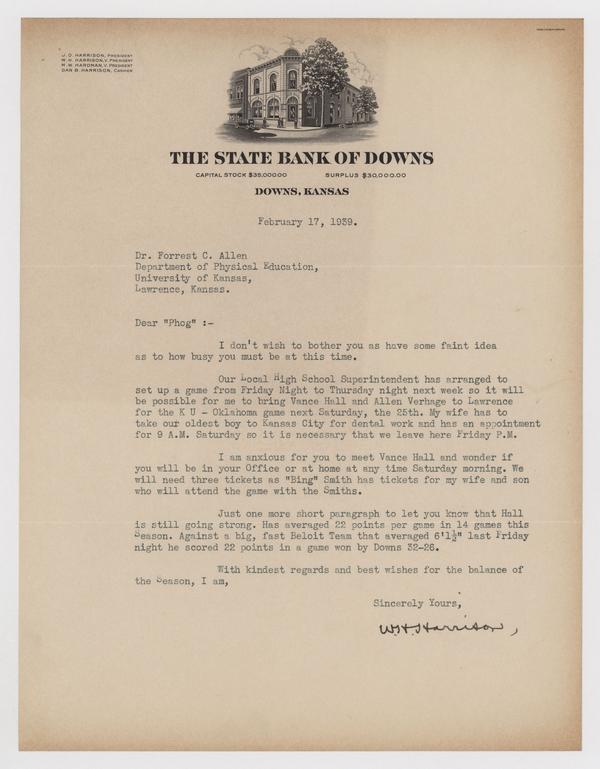 J. O. HARRISON, PRESIDENT
W. H. HARRISON, V. PRESIDENT
W. W. HARDMAN, V. PRESIDENT
DAN B. HARRISON, CASHIER
THE STATE BANK OF DOWNS
CAPITAL STOCK $35,000.00 SURPLUS $30,000.00
DOWNS, KANSAS
February 17, 1939.
Dr. Forrest C. Allen
Department of Physical Education,
University of Kansas,
Lawrence, Kansas.
Dear "Phog" :-
I don't wish to bother you as have some faint idea
as to how busy you must be at this time.
Our Local High School Superintendent has arranged to
set up a game from Friday Night to Thursday night next week so it will
be possible for me to bring Vance Hall and Allen Verhage to Lawrence
for the K U - Oklahoma game next Saturday, the 25th. My wife has to
take our oldest boy to Kansas City for dental work and has an appointment
for 9 A.M. Saturday so it is necessary that we leave here Friday P.M.
I am anxious for you to meet Vance Hall and wonder if
you will be in your Office or at home at any time Saturday morning. We
will need three tickets as "Bing" Smith has tickets for my wife and son
who will attend the game with the Smiths.
Just one more short paragraph to let you know that Hall
is still going strong. Has averaged 22 points per game in 14 games this
Season. Against a big, fast Beloit Team that averaged 6'1½" last Friday
night he scored 22 points in a game won by Downs 32-26.
With kindest regards and best wishes for the balance of
the Season, I am,
Sincerely Yours,
W.H. Harrison,